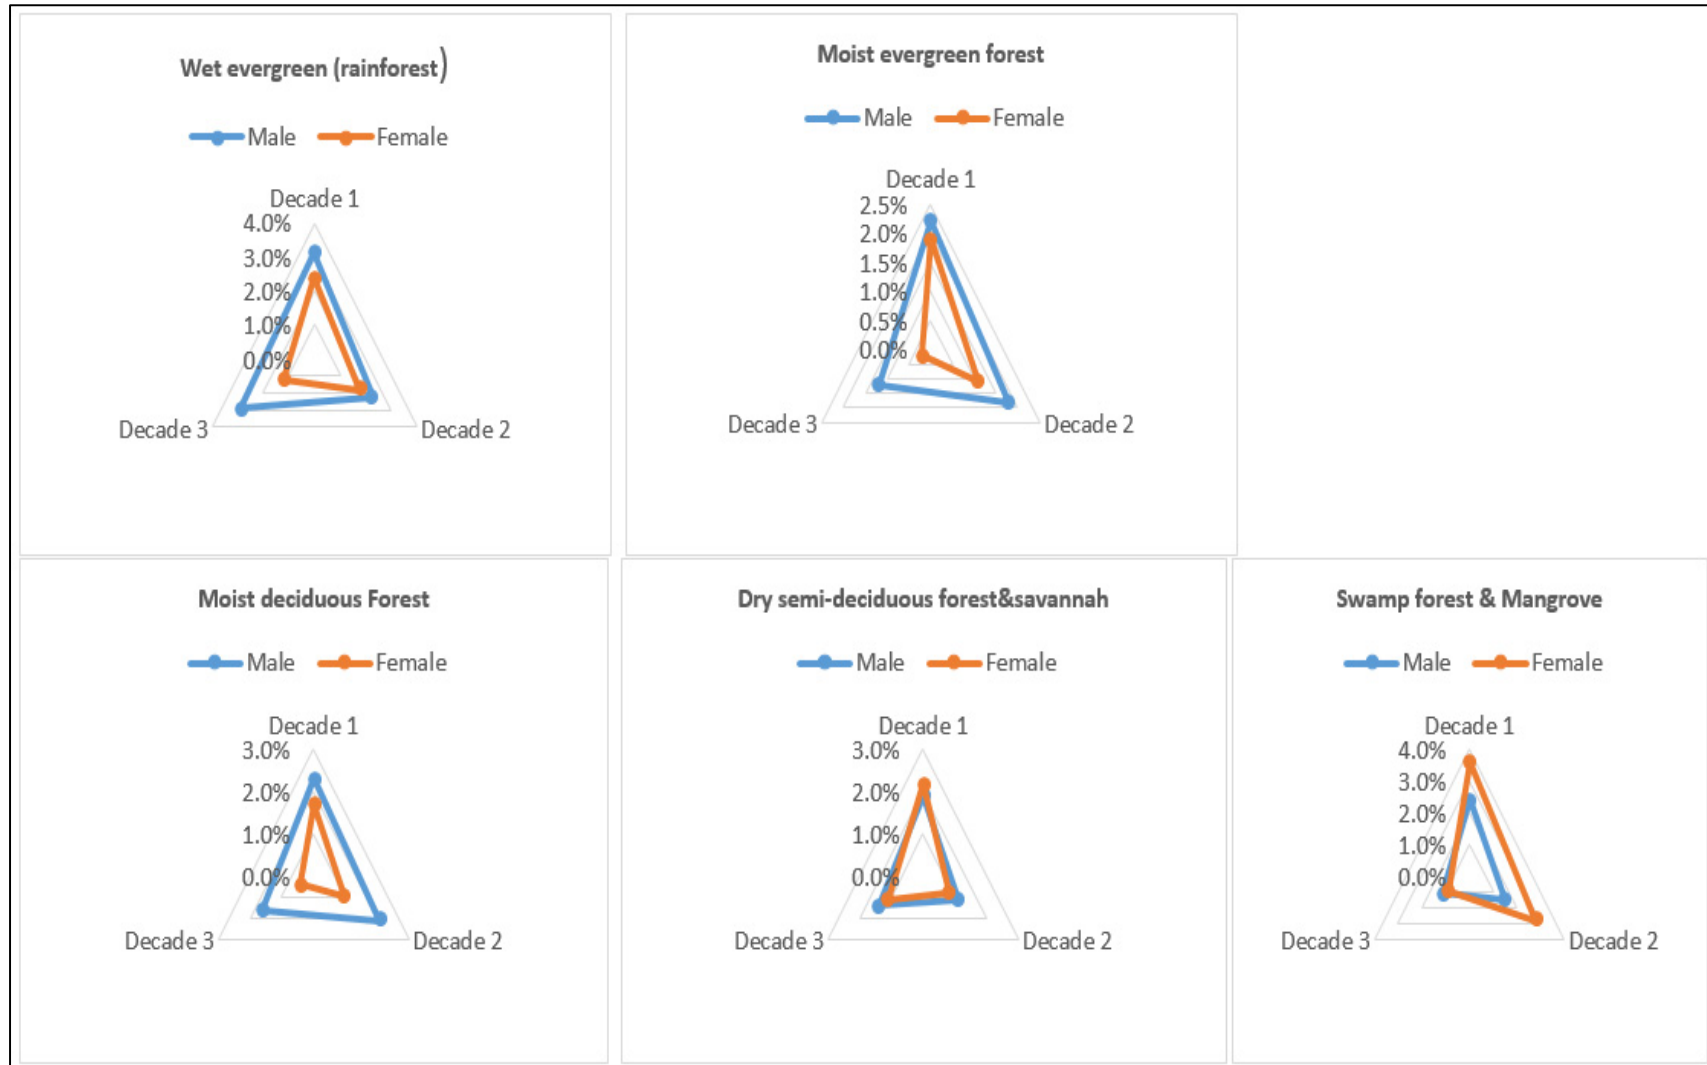 Wet evergreen (rainforest)
Male Female
Decade 1
4.0%
3.0%
2.0%
1.0%
0.0%
Decade 3 Decade 2
Moist evergreen forest
Male Female
Decade 1
2.5%
2.0%
1.5%
1.0%
0.5%
0.0%
Decade 3 Decade 2
Moist deciduous Forest
Male Female
Decade 1
3.0%
2.0%
1.0%
0.0%
Decade 3 Decade 2
Dry semi-deciduous forest&savannah
Male Female
Decade 1
3.0%
2.0%
1.0%
0.0%
Decade 3 Decade 2
Swamp forest & Mangrove
Male Female
Decade 1
4.0%
3.0%
2.0%
1.0%
0.0%
Decade 3 Decade 2